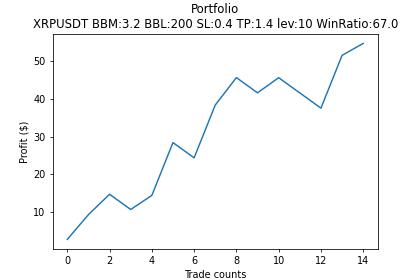 Portfolio
XRPUSDT BBM:3.2 BBL:200 SL:0.4 TP:1.4 lev:10 WinRatio:67.0
50
40
30
20
10
Profit ($)
0 2 4 6 8 10 12 14
Trade counts